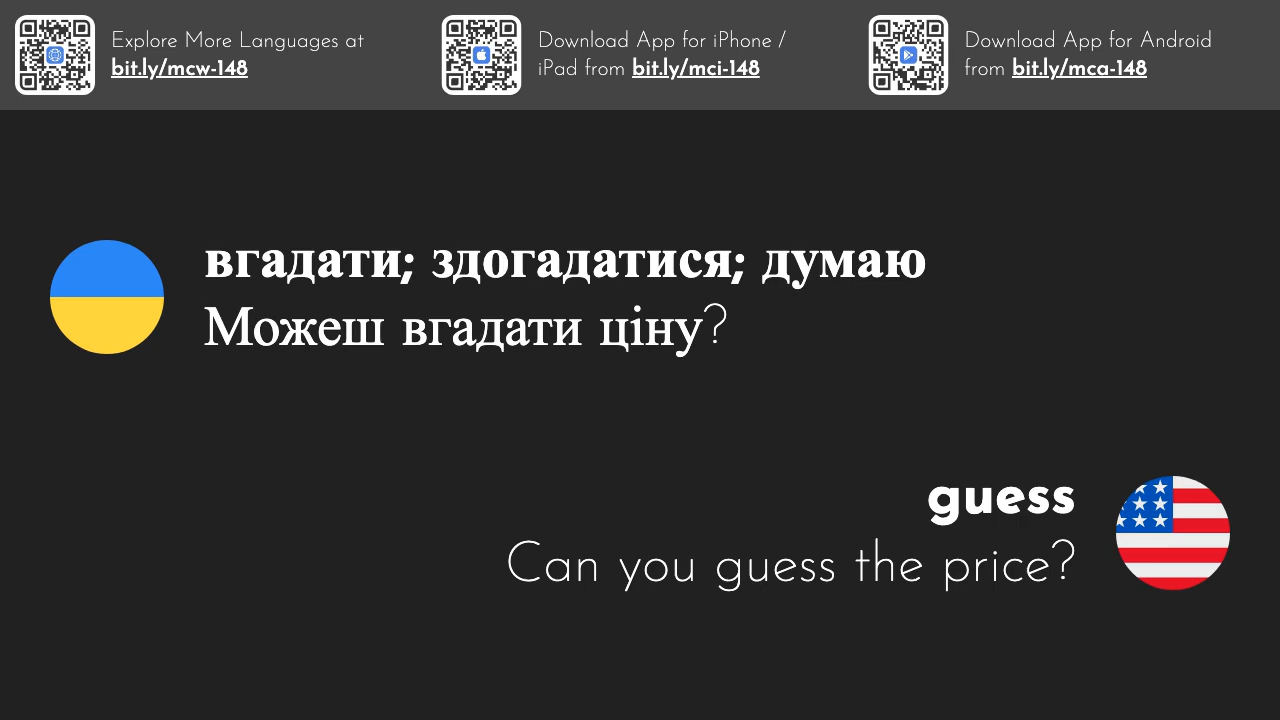 Explore More Languages at
bit.ly/mcw-148
Download App for iPhone /
iPad from bit.ly/mci-148
Download App for Android
from bit.ly/mca-148
вгадати; здогадатися; думаю
Можеш вгадати ціну?
guess
Can you guess the price?